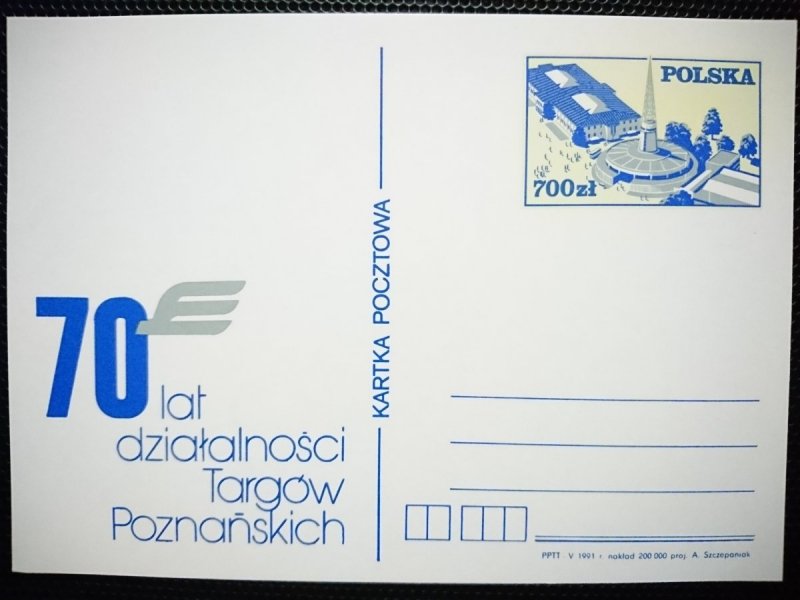 POLSKA
700 zł
KARTKA POCZTOWA
70 lat
działalności
Targów
Poznańskich
PPTT - V 1991 r. nakład 200 000 proj. A. Szczepaniak